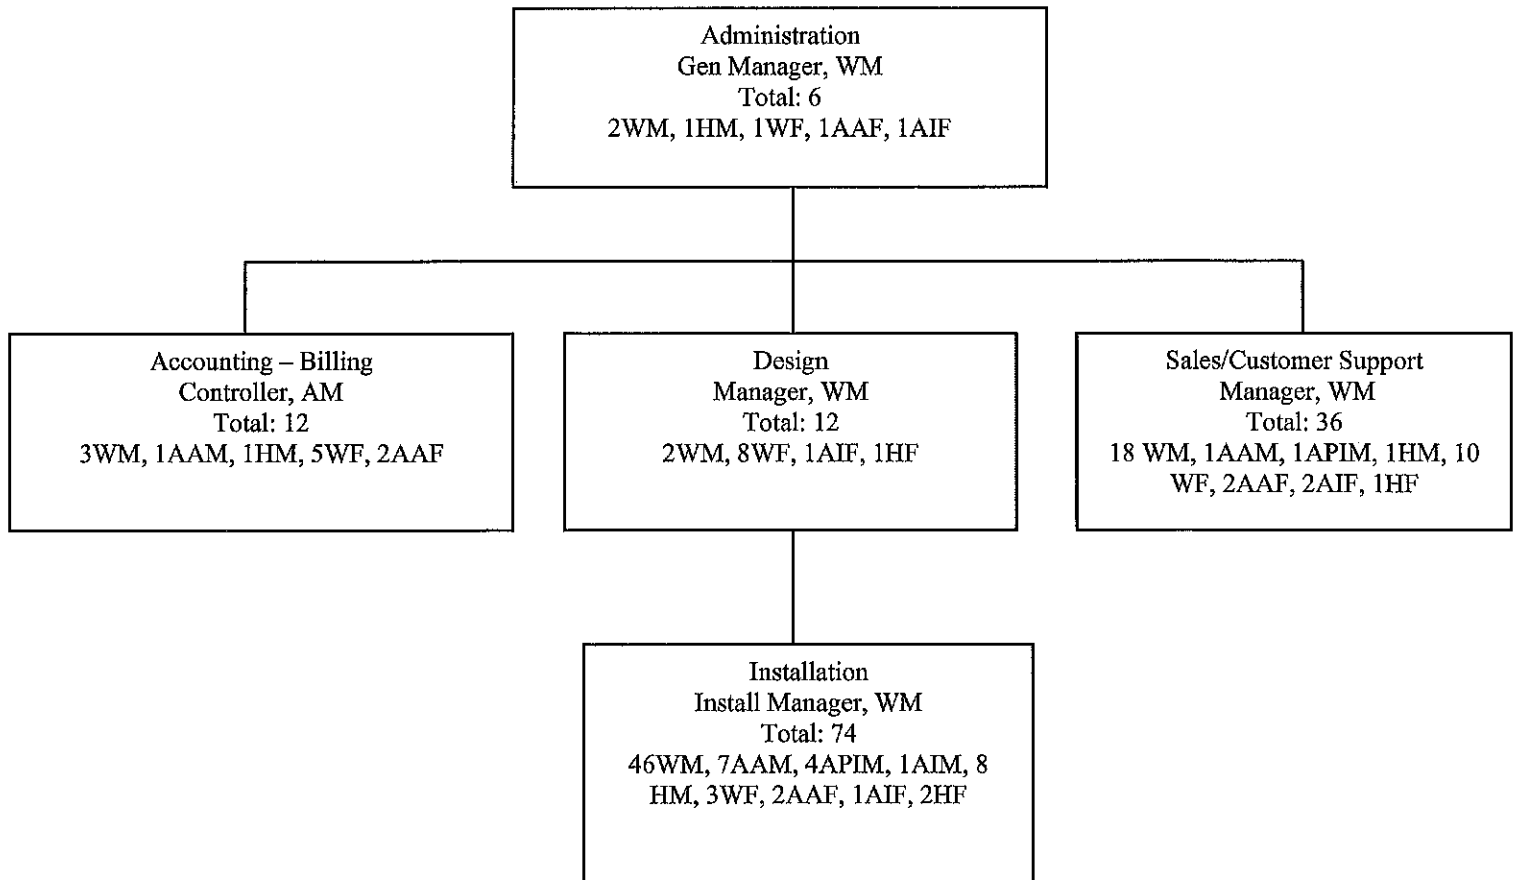 Administration
Gen Manager, WM
Total: 6
2WM, 1HM, 1WF, 1AAF, 1AIF
Accounting – Billing
Controller, AM
Total: 12
3WM, 1AAM, 1HM, 5WF, 2AAF
Design
Manager, WM
Total: 12
2WM, 8WF, 1AIF, 1HF
Sales/Customer Support
Manager, WM
Total: 36
18 WM, 1AAM, 1APIM, 1HM, 10
WF, 2AAF, 2AIF, 1HF
Installation
Install Manager, WM
Total: 74
46WM, 7AAM, 4APIM, 1AIM, 8
HM, 3WF, 2AAF, 1AIF, 2HF